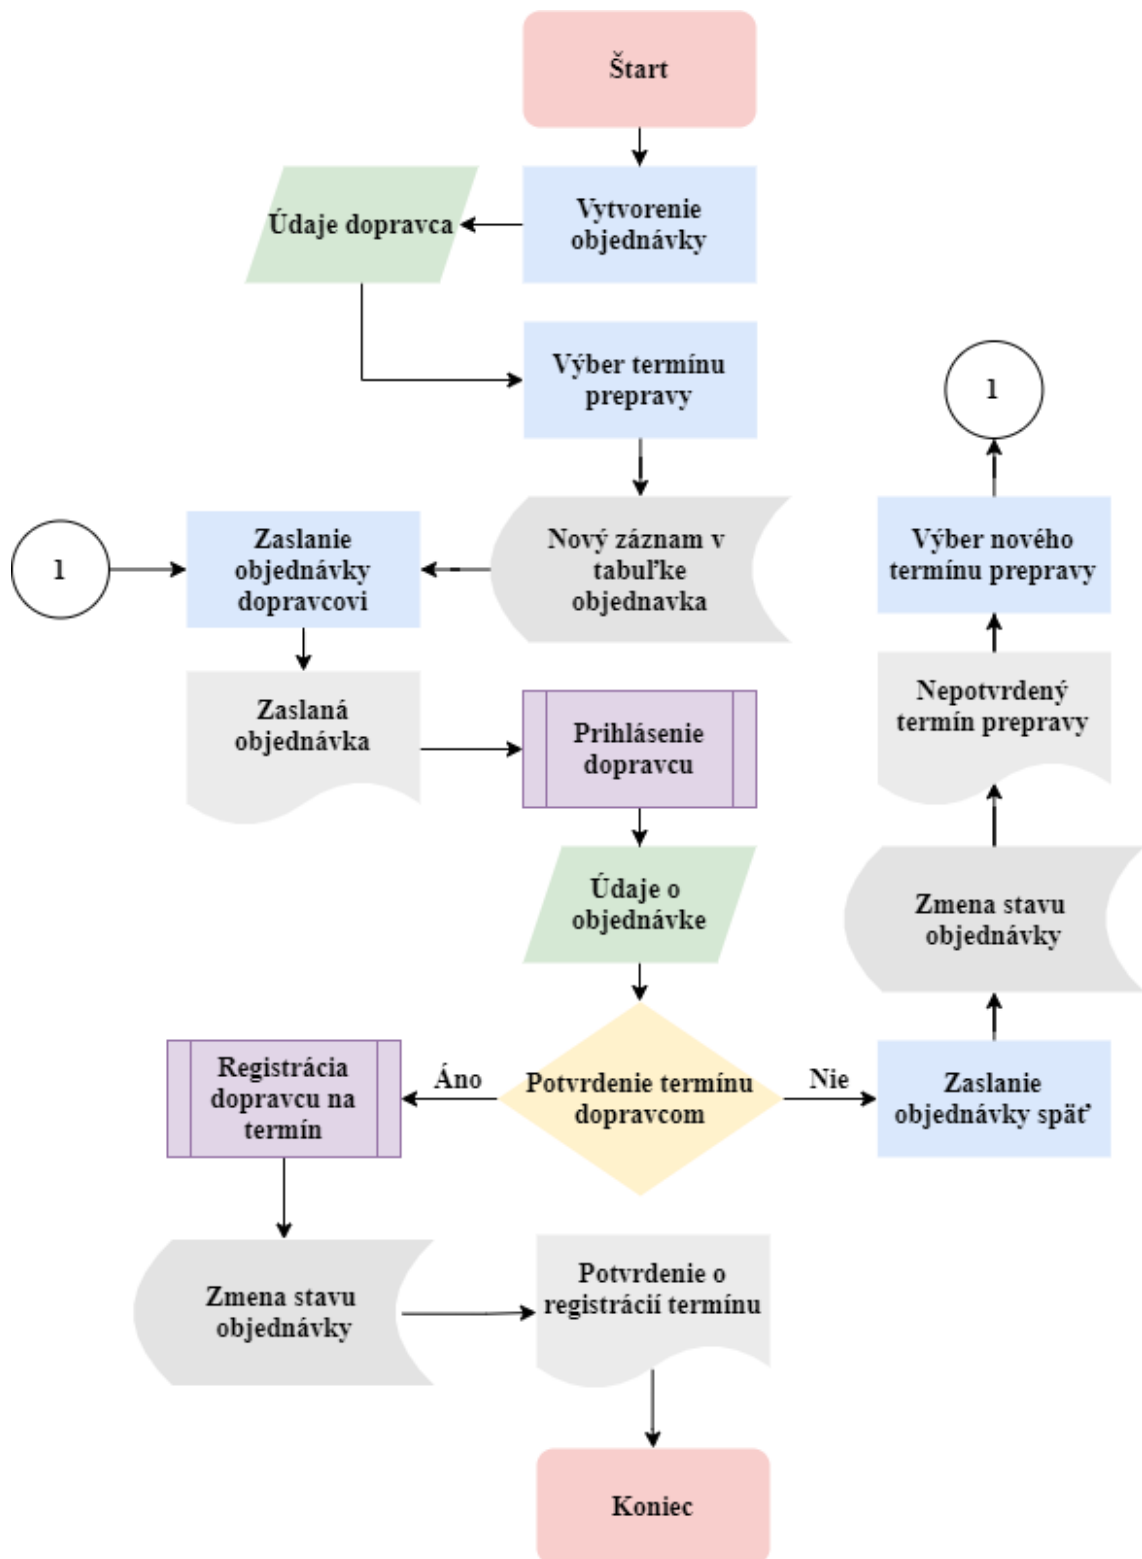 Štart
Vytvorenie
objednávky
Údaje dopravca
Výber termínu
prepravy
1
Nový záznam v
tabuľke
objednavka
Zaslanie
objednávky
dopravcovi
1
Výber nového
termínu prepravy
Zaslaná
objednávka
Prihlásenie
dopravcu
Nepotvrdený
termín prepravy
Údaje o
objednávke
Zmena stavu
objednávky
Registrácia
dopravcu na
termín
Áno
Potvrdenie termínu
dopravcom
Nie
Zaslanie
objednávky späť
Zmena stavu
objednávky
Potvrdenie o
registrácií termínu
Koniec